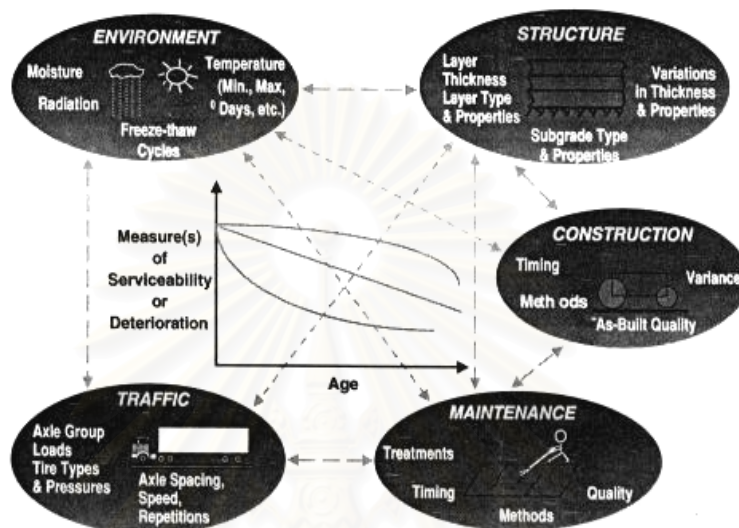 ENVIRONMENT
Moisture
Radiation
Temperature
(Min., Max,
0 Days, etc.)
Freeze-thaw
Cycles
STRUCTURE
Layer
Thickness
Layer Type
& Properties
Variations
in Thickness
& Properties
Subgrade Type
& Properties
Measure(s)
of
Serviceability
or
Deterioration
Age
CONSTRUCTION
Timing
Variance
Methods
As-Built Quality
TRAFFIC
Axle Group
Loads
Tire Types
& Pressures
Axle Spacing,
Speed,
Repetitions
MAINTENANCE
Treatments
Timing
Quality
Methods